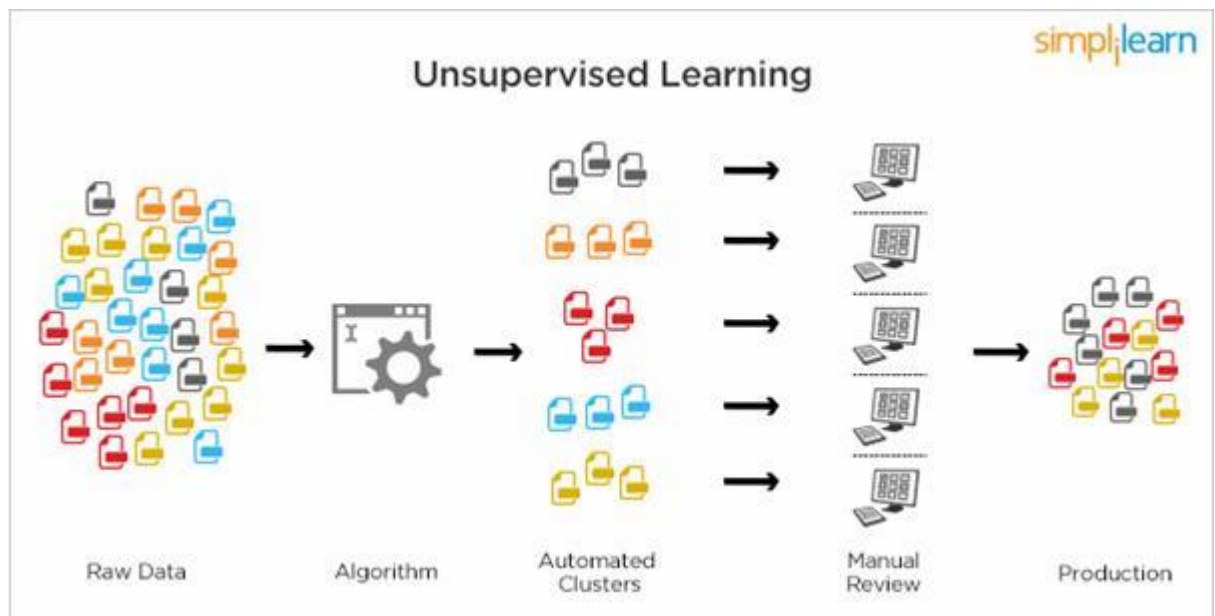 simplilearn
Unsupervised Learning
Raw Data
Algorithm
Automated
Clusters
Manual
Review
Production